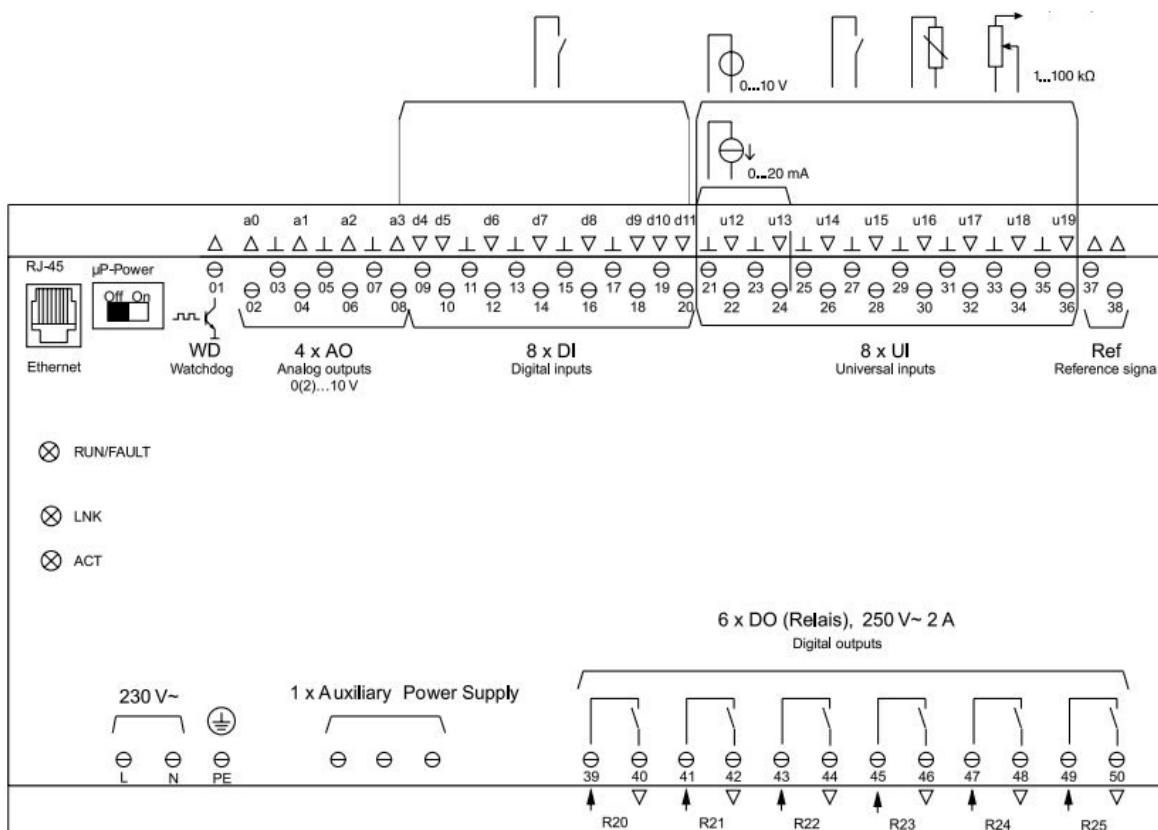 1...100 kΩ
0...10 V
0...20 mA
a0 a1 a2 a3 d4 d5 d6 d7 d8 d9 d10 d11 u12 u13 u14 u15 u16 u17 u18 u19
RJ-45
µP-Power
Off On
01 03 05 07 09 11 13 15 17 19 21 23 25 27 29 31 33 35 37
02 04 06 08 10 12 14 16 18 20 22 24 26 28 30 32 34 36 38
Ethernet
WD
Watchdog
4 x AO
Analog outputs
0(2)...10 V
8 x DI
Digital inputs
8 x UI
Universal inputs
Ref
Reference signa
RUN/FAULT
LNK
ACT
6 x DO (Relais), 250 V~ 2 A
Digital outputs
230 V~
1 x Auxiliary Power Supply
L N PE
39 40 41 42 43 44 45 46 47 48 49 50
R20 R21 R22 R23 R24 R25